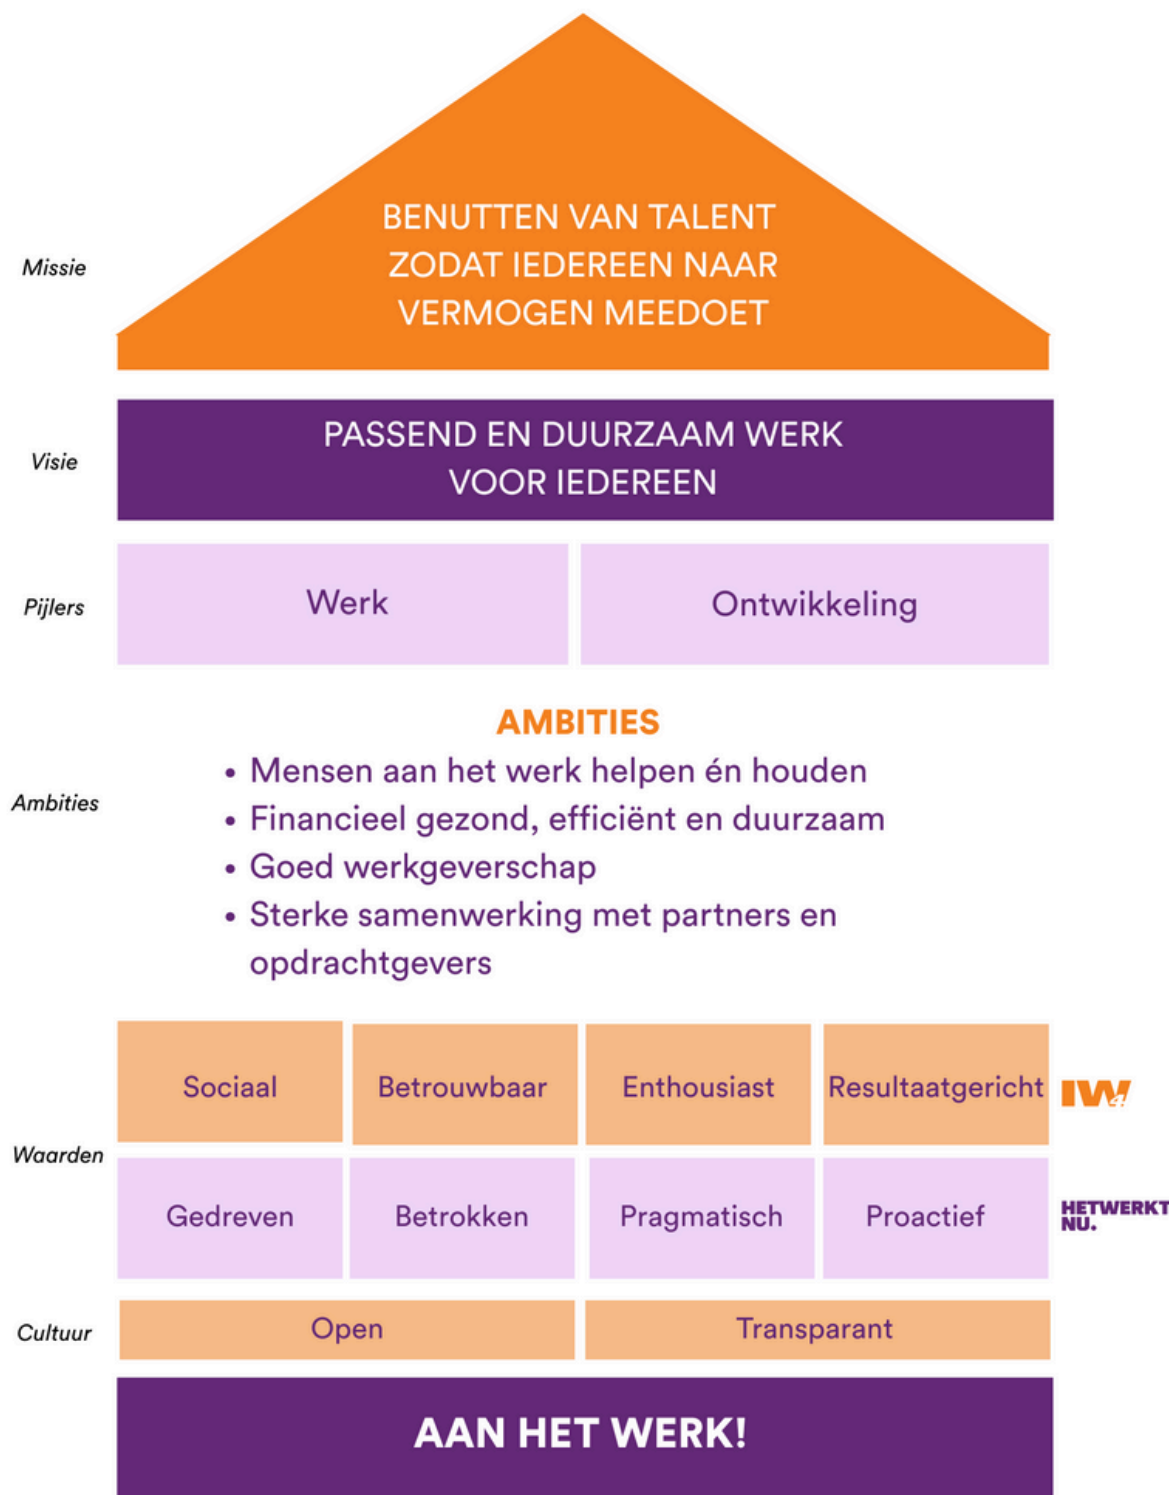 Missie
BENUTTEN VAN TALENT
ZODAT IEDEREEN NAAR
VERMOGEN MEEDOET
Visie
PASSEND EN DUURZAAM WERK
VOOR IEDEREEN
Pijlers
Werk
Ontwikkeling
Ambities
AMBITIES
• Mensen aan het werk helpen én houden
• Financieel gezond, efficiënt en duurzaam
• Goed werkgeverschap
• Sterke samenwerking met partners en
opdrachtgevers
Waarden
Sociaal
Betrouwbaar
Enthousiast
Resultaatgericht
IW4
Gedreven
Betrokken
Pragmatisch
Proactief
HETWERKT
NU.
Cultuur
Open
Transparant
AAN HET WERK!